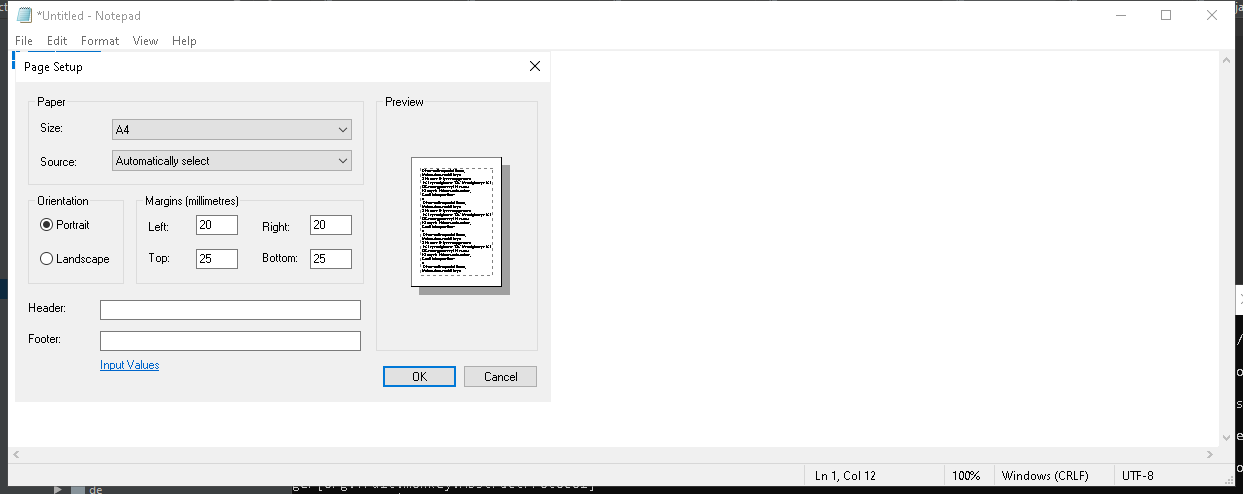 *Untitled - Notepad
File Edit Format View Help
Page Setup
Paper
Size: A4
Source: Automatically select
Orientation
Portrait
Landscape
Margins (millimetres)
Left: 20 Right: 20
Top: 25 Bottom: 25
Header:
Footer:
Input Values
Preview
OK Cancel
Ln 1, Col 12 100% Windows (CRLF) UTF-8
de